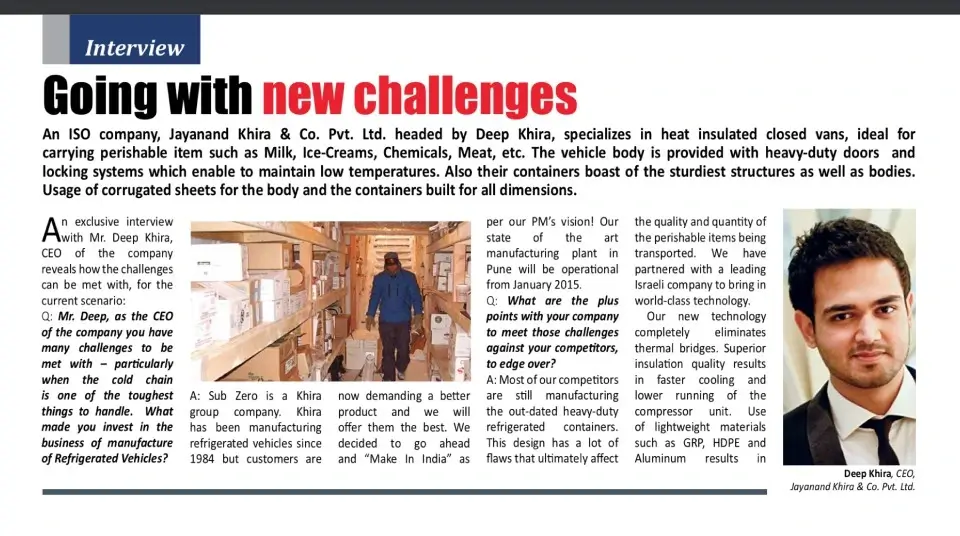 Interview
Going with new challenges
An ISO company, Jayanand Khira & Co. Pvt. Ltd. headed by Deep Khira, specializes in heat insulated closed vans, ideal for
carrying perishable item such as Milk, Ice-Creams, Chemicals, Meat, etc. The vehicle body is provided with heavy-duty doors and
locking systems which enable to maintain low temperatures. Also their containers boast of the sturdiest structures as well as bodies.
Usage of corrugated sheets for the body and the containers built for all dimensions.
An exclusive interview
with Mr. Deep Khira,
CEO of the company
reveals how the challenges
can be met with, for the
current scenario:
Q: Mr. Deep, as the CEO
of the company you have
many challenges to be
met with – particularly
when the cold chain
is one of the toughest
things to handle. What
made you invest in the
business of manufacture
of Refrigerated Vehicles?
A: Sub Zero is a Khira
group company. Khira
has been manufacturing
refrigerated vehicles since
1984 but customers are
now demanding a better
product and we will
offer them the best. We
decided to go ahead
and “Make In India” as
per our PM’s vision! Our
state of the art
manufacturing plant in
Pune will be operational
from January 2015.
Q: What are the plus
points with your company
to meet those challenges
against your competitors,
to edge over?
A: Most of our competitors
are still manufacturing
the out-dated heavy-duty
refrigerated containers.
This design has a lot of
flaws that ultimately affect
the quality and quantity of
the perishable items being
transported. We have
partnered with a leading
Israeli company to bring in
world-class technology.
Our new technology
completely eliminates
thermal bridges. Superior
insulation quality results
in faster cooling and
lower running of the
compressor unit. Use
of lightweight materials
such as GRP, HDPE and
Aluminum results in
Deep Khira, CEO,
Jayanand Khira & Co. Pvt. Ltd.